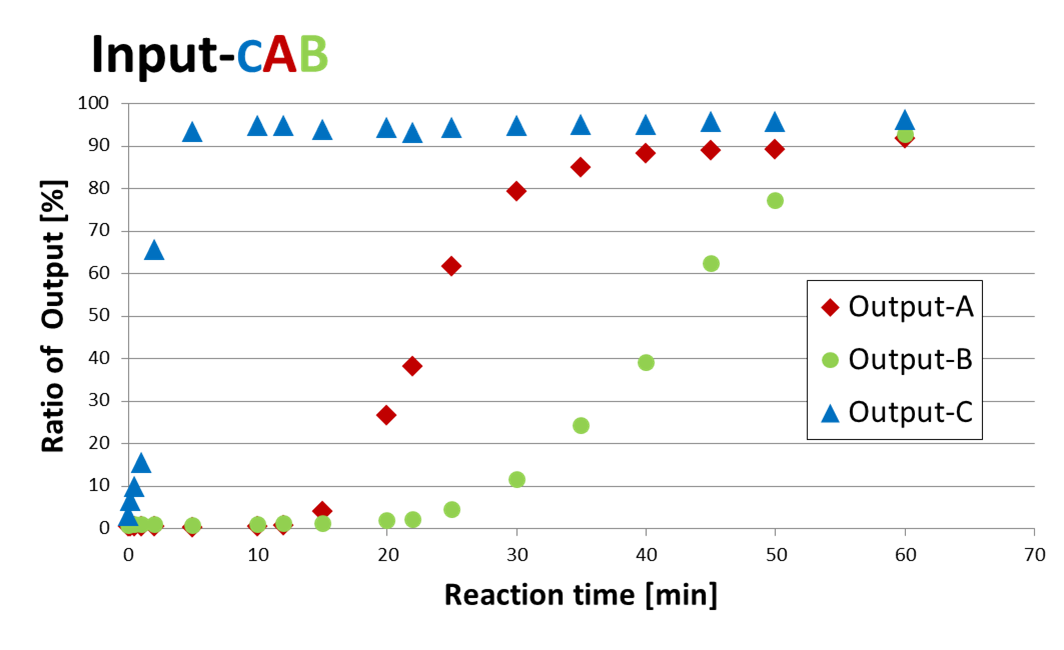 Input-CAB
100
90
80
70
60
50
40
30
20
10
0
Ratio of Output [%]
0 10 20 30 40 50 60 70
Reaction time [min]
Output-A
Output-B
Output-C